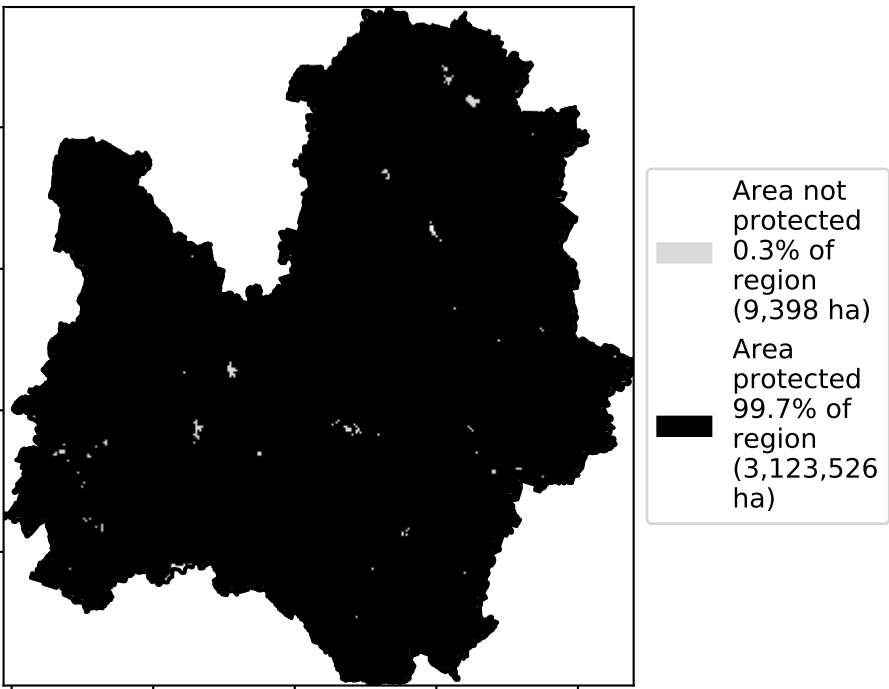 Area not
protected
0.3% of
region
(9,398 ha)
Area
protected
99.7% of
region
(3,123,526
ha)